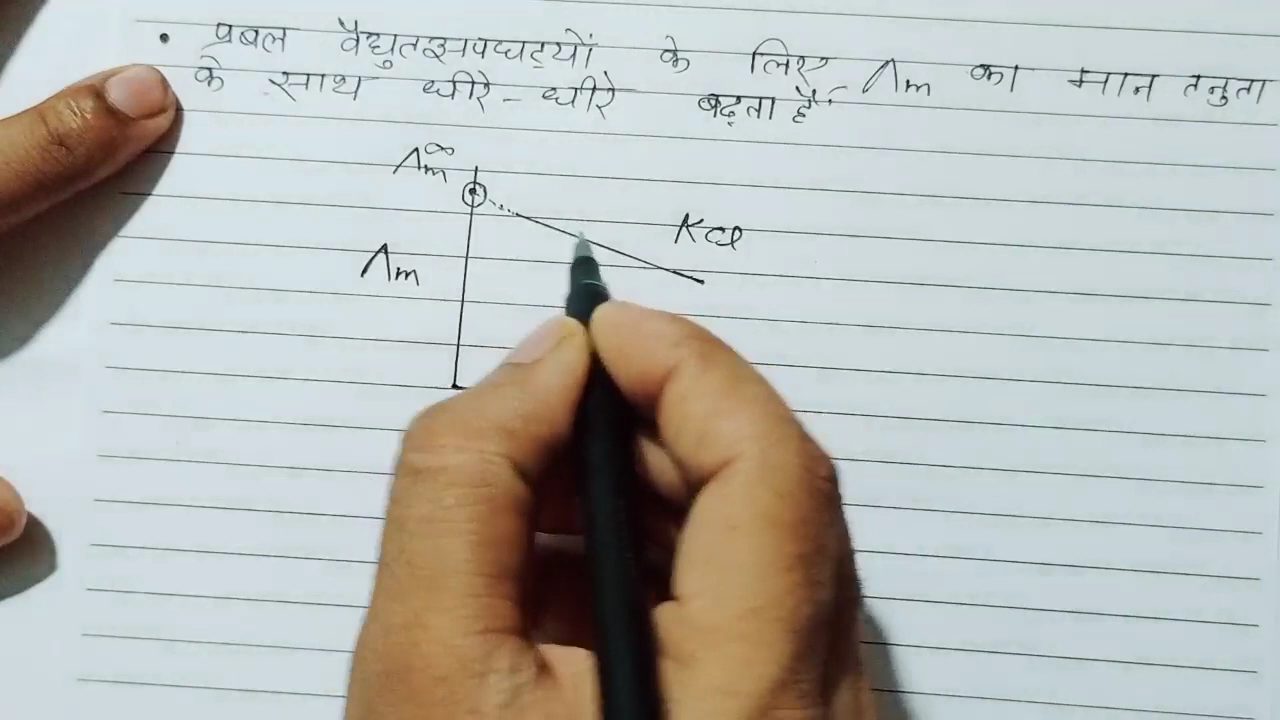 • प्रबल वैद्युतअपघट्यों के लिए Λm का मान तनुता
के साथ धीरे - धीरे बढ़ता है:-
Λm∞
KCl
Λm